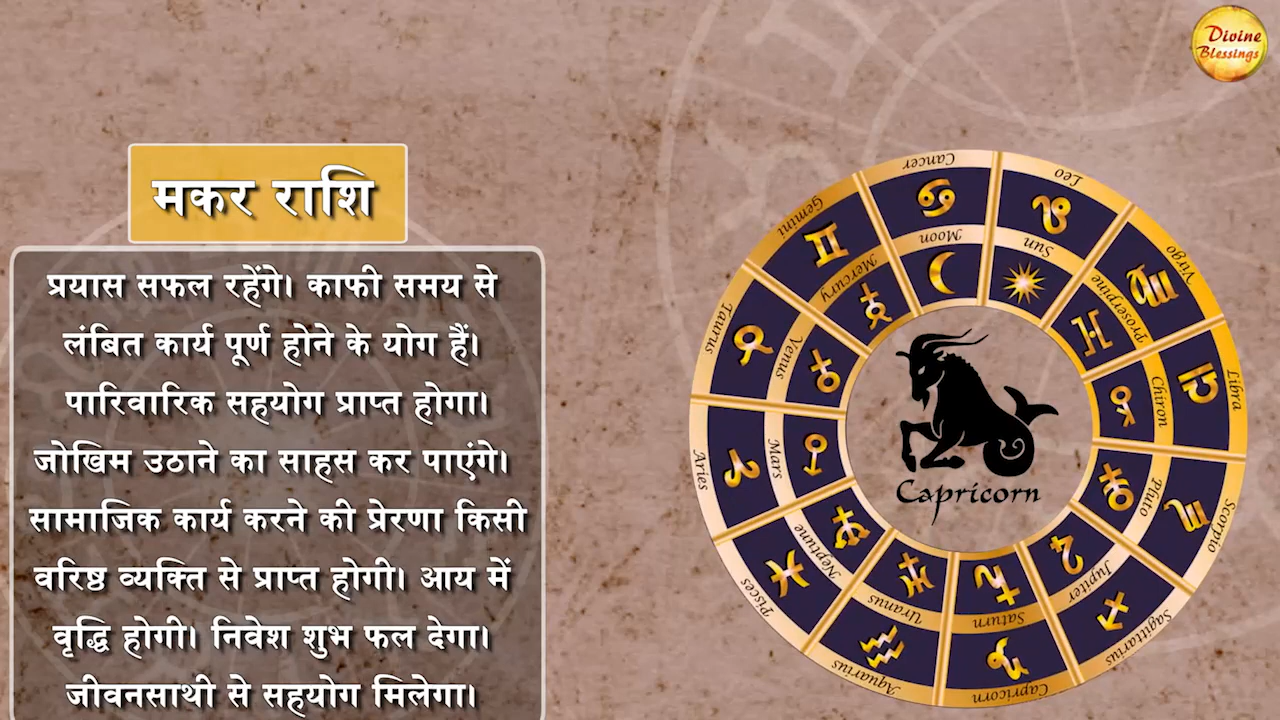 Divine
Blessings
मकर राशि
प्रयास सफल रहेंगे। काफी समय से
लंबित कार्य पूर्ण होने के योग हैं।
पारिवारिक सहयोग प्राप्त होगा।
जोखिम उठाने का साहस कर पाएंगे।
सामाजिक कार्य करने की प्रेरणा किसी
वरिष्ठ व्यक्ति से प्राप्त होगी। आय में
वृद्धि होगी। निवेश शुभ फल देगा।
जीवनसाथी से सहयोग मिलेगा।
Cancer
Leo
Virgo
Libra
Scorpio
Sagittarius
Capricorn
Aquarius
Pisces
Aries
Taurus
Gemini
Moon
Sun
Proserpine
Chiron
Pluto
Jupiter
Saturn
Uranus
Neptune
Mars
Venus
Mercury
Capricorn